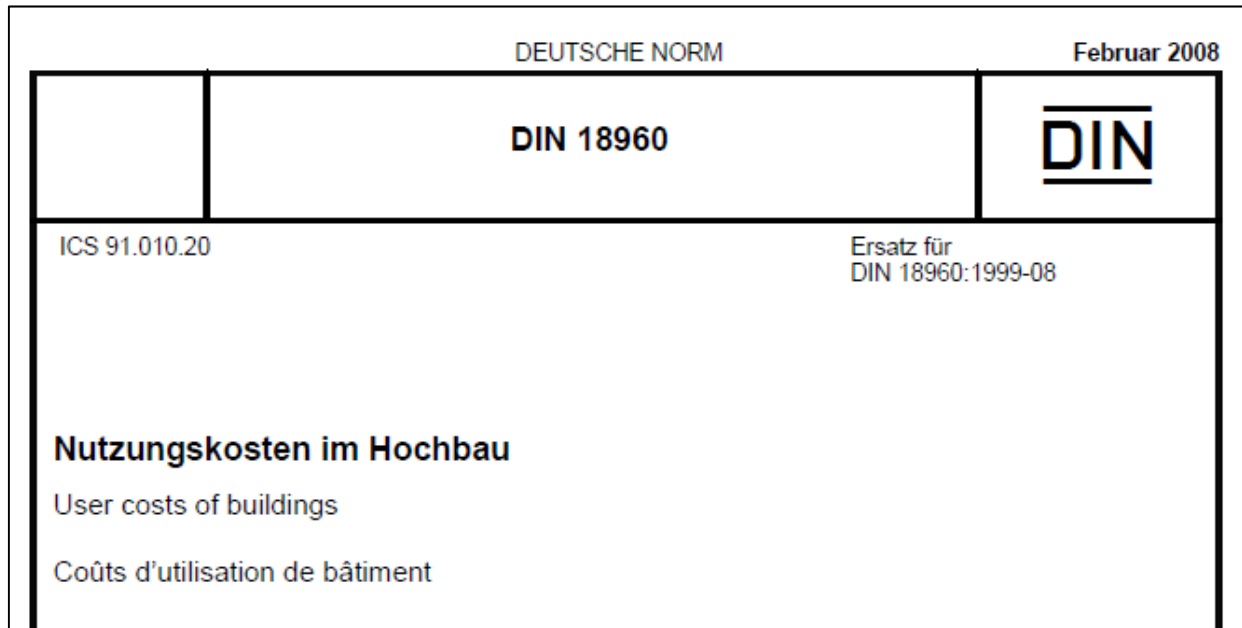 DEUTSCHE NORM
Februar 2008
DIN 18960
DIN
ICS 91.010.20
Ersatz für
DIN 18960:1999-08
Nutzungskosten im Hochbau
User costs of buildings
Coûts d'utilisation de bâtiment